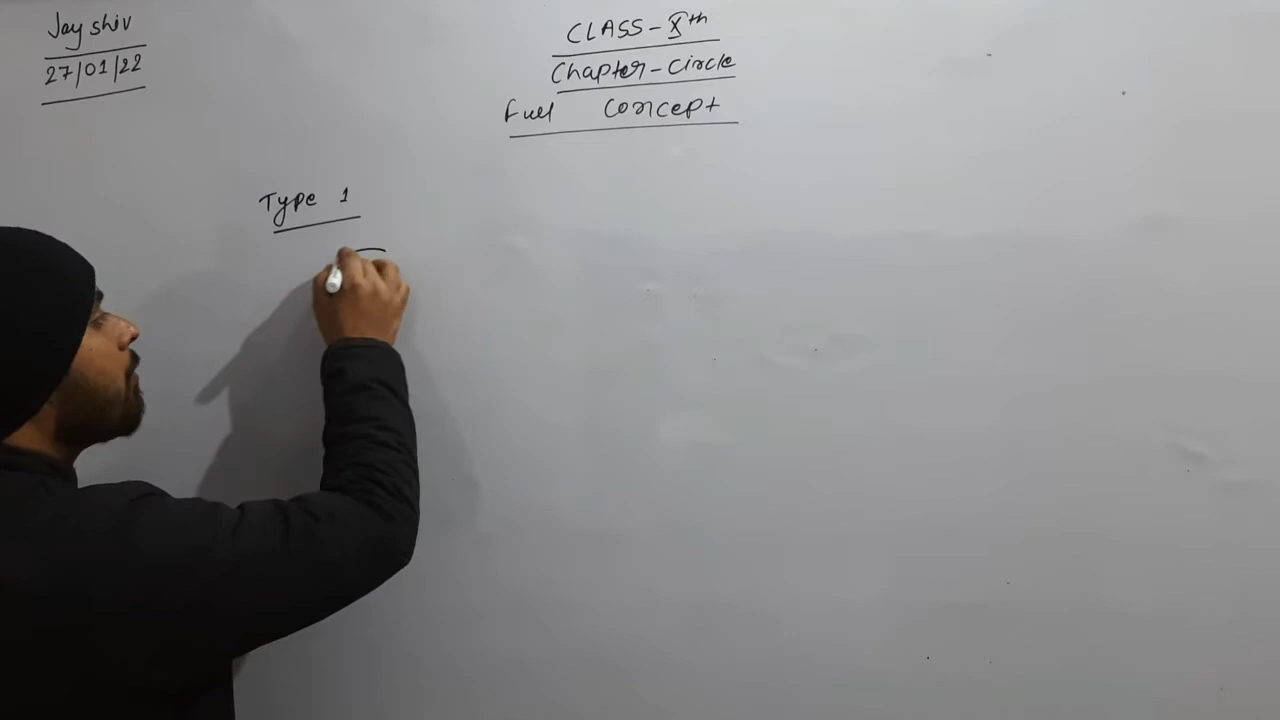 Jay shiv
27/01/22
CLASS-Xth
Chapter-Circle
Full Concept
Type 1